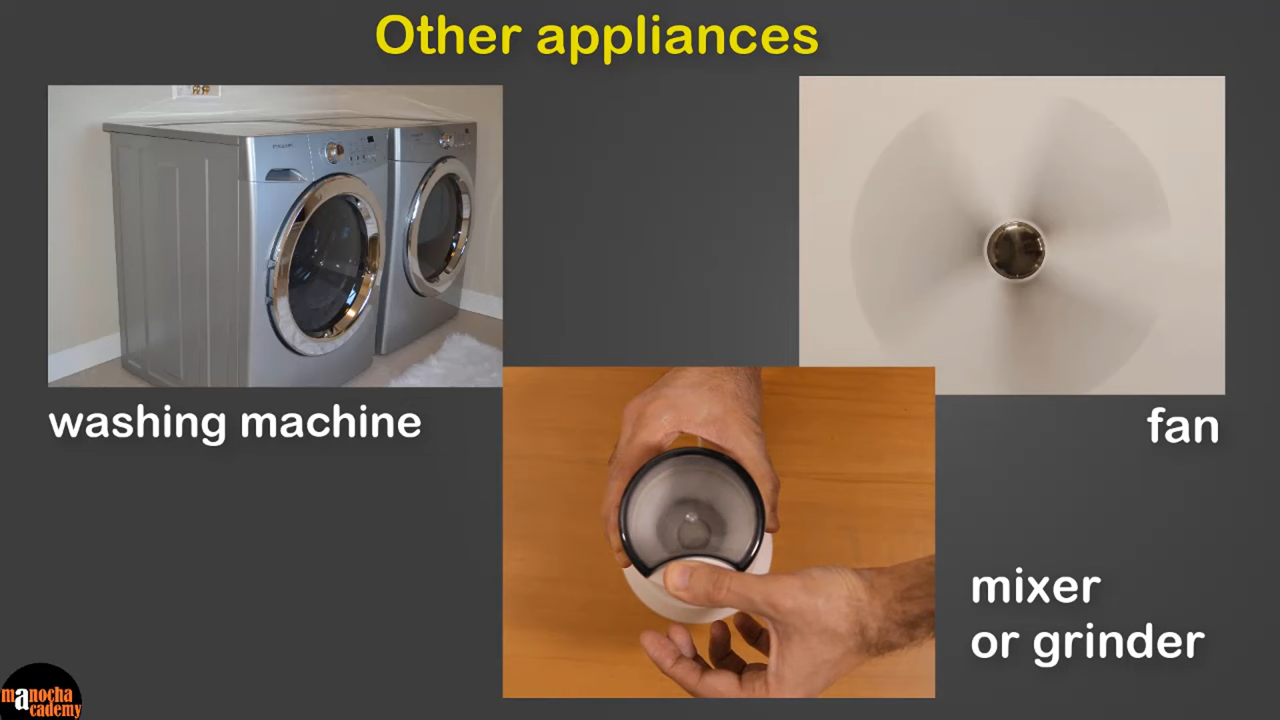 Other appliances
washing machine
fan
mixer
or grinder
manocha
academy